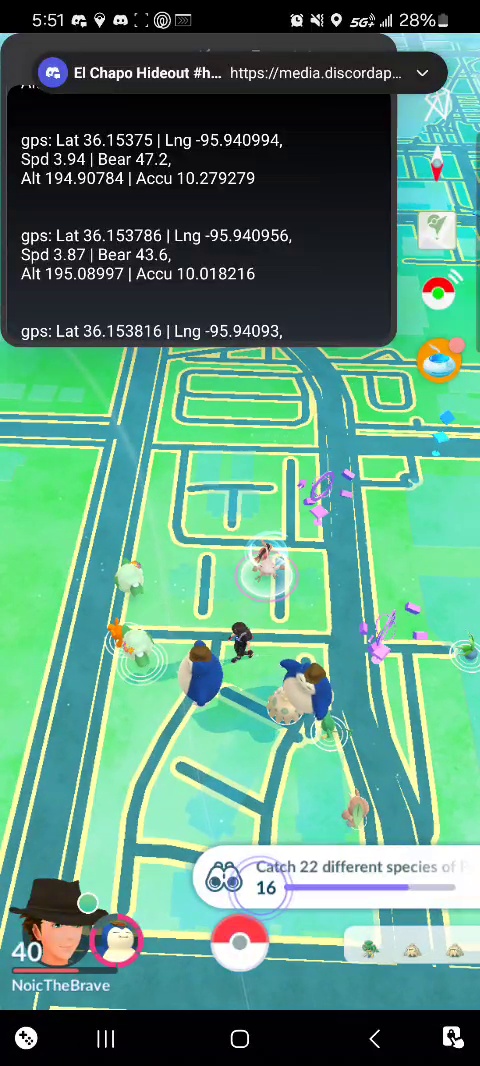 5:51
5G
28%
El Chapo Hideout #h... https://media.discordap...
gps: Lat 36.15375 | Lng -95.940994,
Spd 3.94 | Bear 47.2,
Alt 194.90784 | Accu 10.279279
gps: Lat 36.153786 | Lng -95.940956,
Spd 3.87 | Bear 43.6,
Alt 195.08997 | Accu 10.018216
gps: Lat 36.153816 | Lng -95.94093,
Catch 22 different species of
16
40
NoicTheBrave